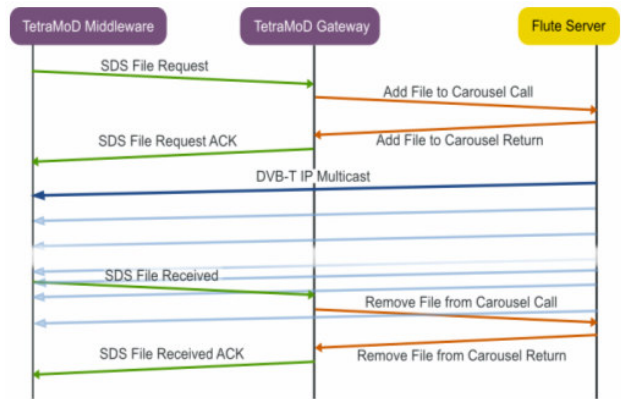 TetraMoD Middleware
TetraMoD Gateway
Flute Server
SDS File Request
Add File to Carousel Call
SDS File Request ACK
Add File to Carousel Return
DVB-T IP Multicast
SDS File Received
Remove File from Carousel Call
SDS File Received ACK
Remove File from Carousel Return